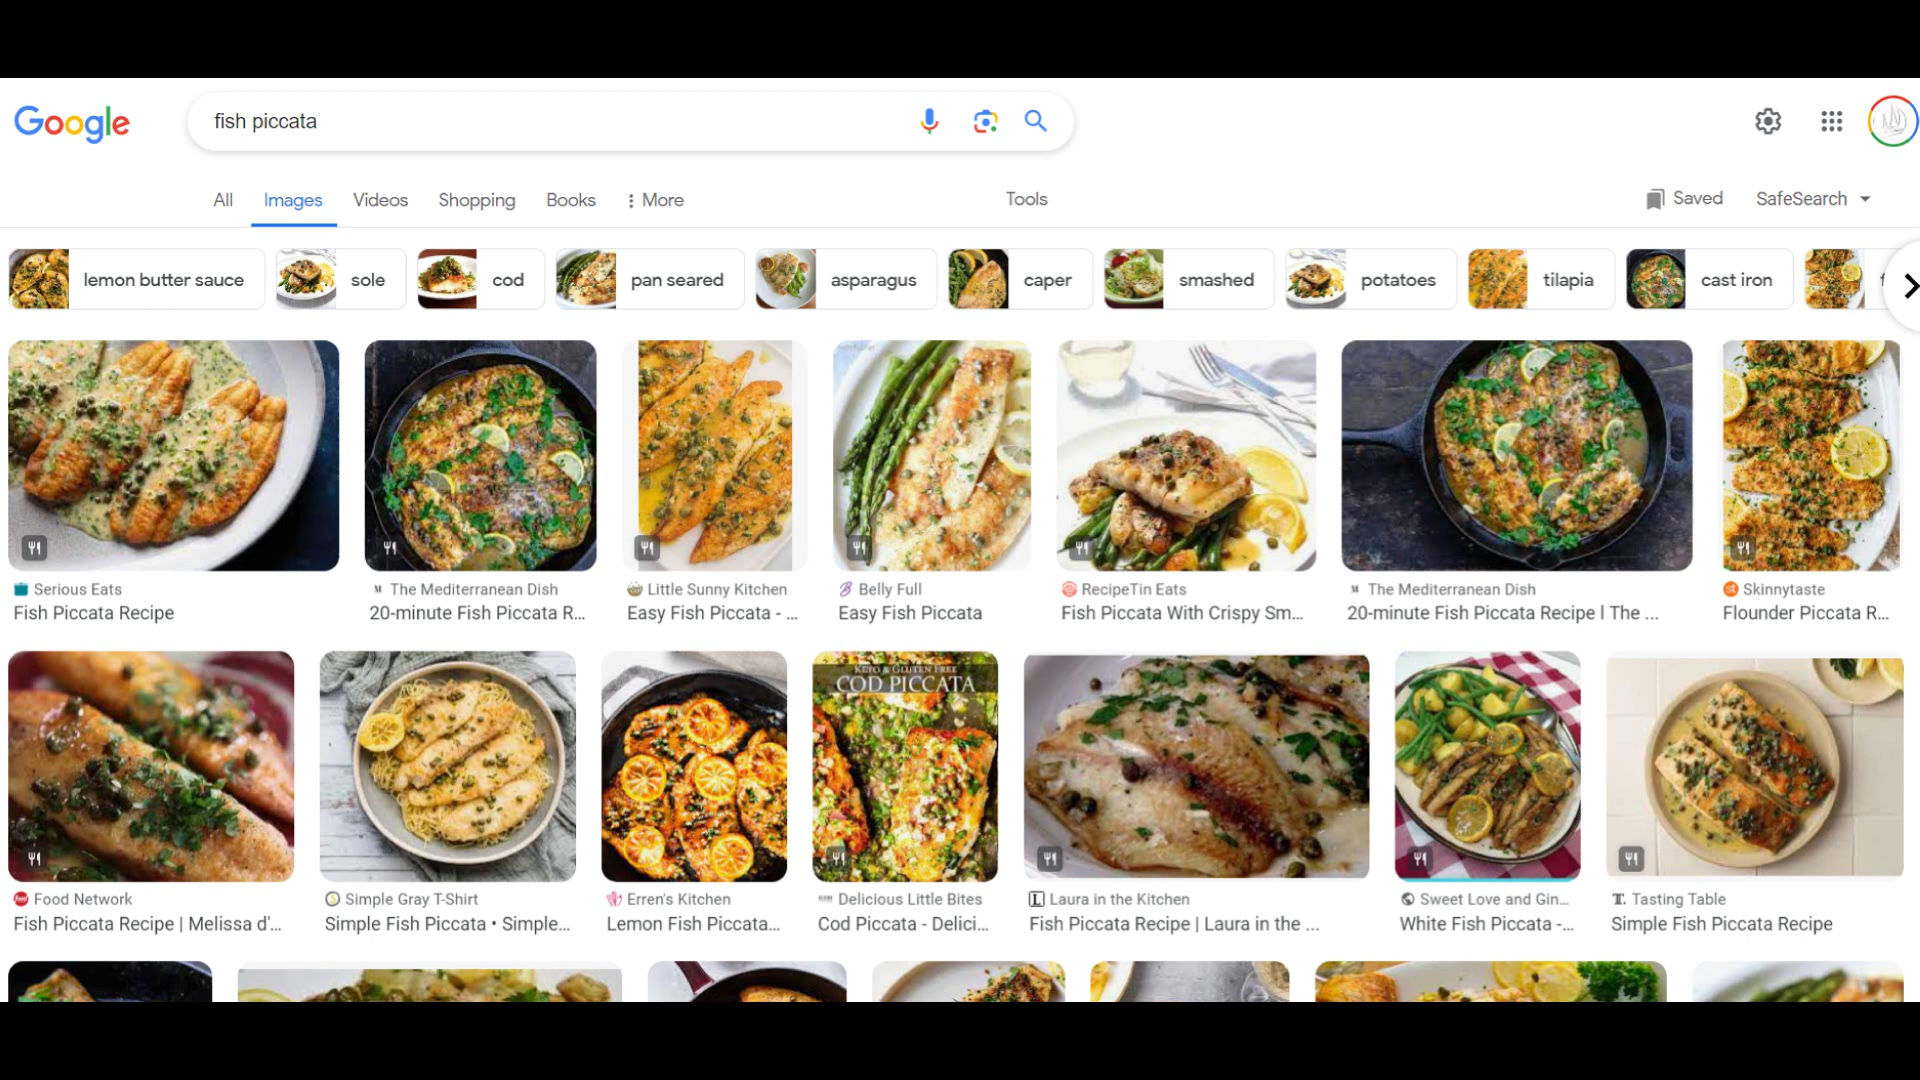 Google
fish piccata
All Images Videos Shopping Books More Tools Saved SafeSearch
lemon butter sauce sole cod pan seared asparagus caper smashed potatoes tilapia cast iron f
Serious Eats The Mediterranean Dish Little Sunny Kitchen Belly Full RecipeTin Eats The Mediterranean Dish Skinnytaste
Fish Piccata Recipe 20-minute Fish Piccata R... Easy Fish Piccata - ... Easy Fish Piccata Fish Piccata With Crispy Sm... 20-minute Fish Piccata Recipe l The ... Flounder Piccata R...
KETO & GLUTEN FREE
COD PICCATA
Food Network Simple Gray T-Shirt Erren's Kitchen Delicious Little Bites Laura in the Kitchen Sweet Love and Gin... Tasting Table
Fish Piccata Recipe | Melissa d'... Simple Fish Piccata • Simple... Lemon Fish Piccata... Cod Piccata - Delici... Fish Piccata Recipe | Laura in the ... White Fish Piccata -... Simple Fish Piccata Recipe